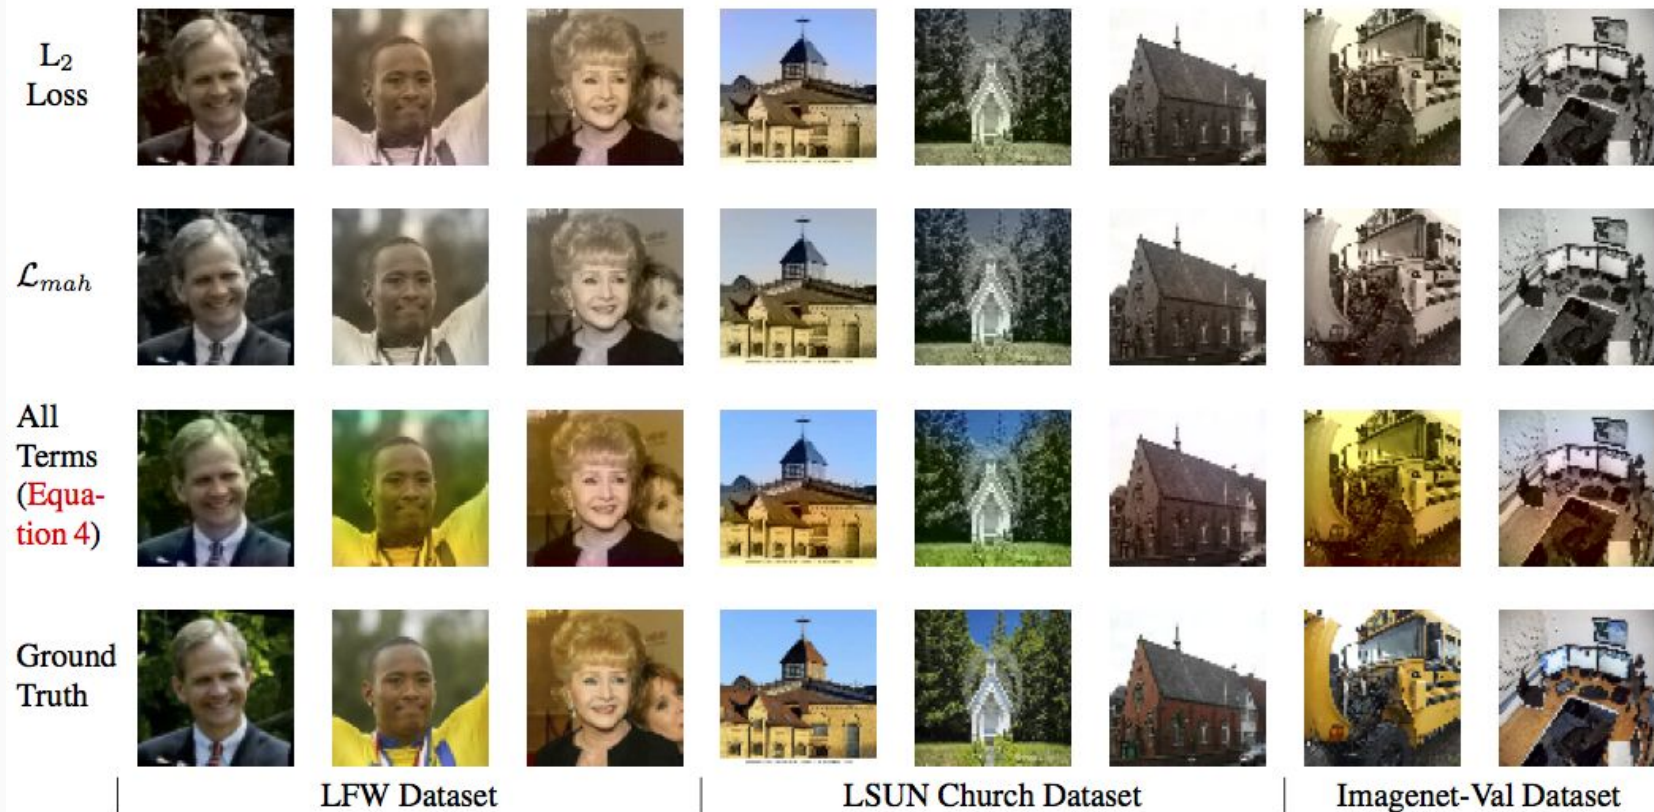 L₂
Loss
ℒₘₐₕ
All
Terms
(Equa-
tion 4)
Ground
Truth
LFW Dataset
LSUN Church Dataset
Imagenet-Val Dataset